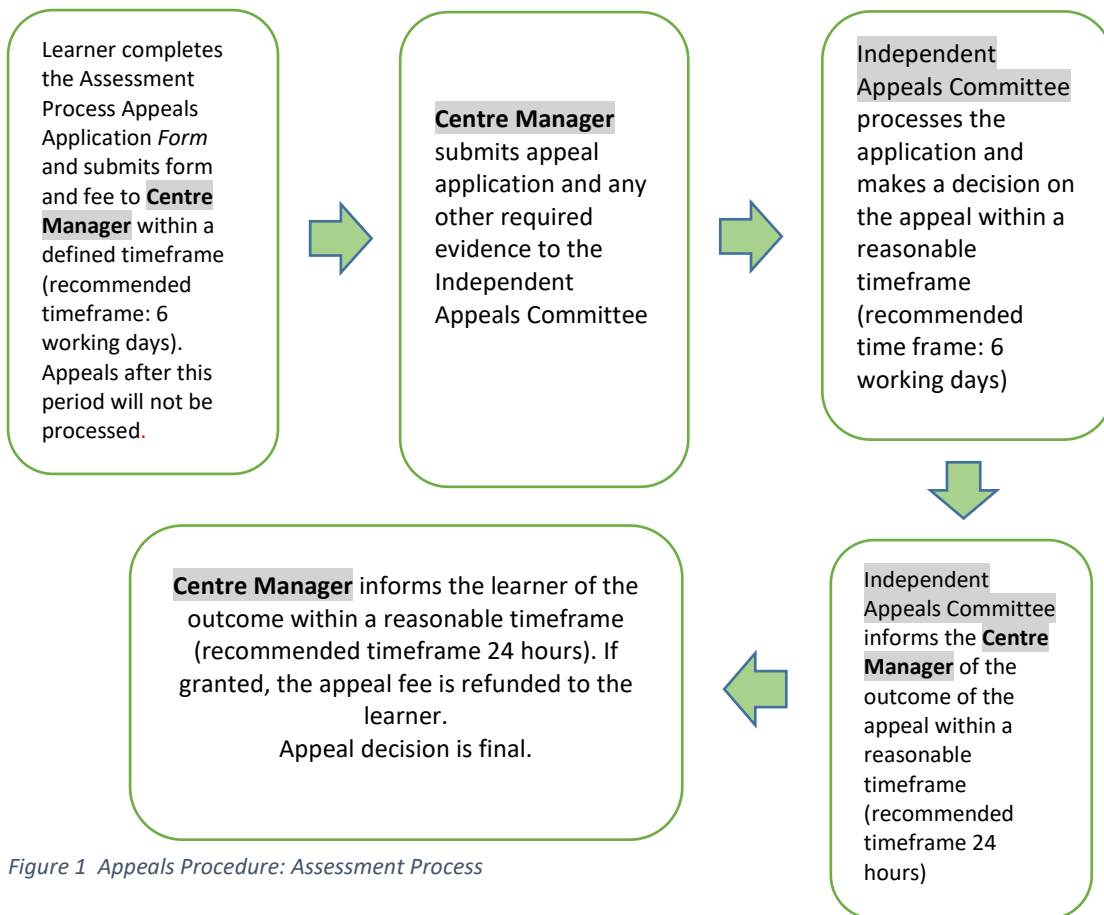 Learner completes
the Assessment
Process Appeals
Application Form
and submits form
and fee to Centre
Manager within a
defined timeframe
(recommended
timeframe: 6
working days).
Appeals after this
period will not be
processed.
Centre Manager
submits appeal
application and any
other required
evidence to the
Independent
Appeals Committee
Independent
Appeals Committee
processes the
application and
makes a decision on
the appeal within a
reasonable
timeframe
(recommended
time frame: 6
working days)
Independent
Appeals Committee
informs the Centre
Manager of the
outcome of the
appeal within a
reasonable
timeframe
(recommended
timeframe 24
hours)
Centre Manager informs the learner of the
outcome within a reasonable timeframe
(recommended timeframe 24 hours). If
granted, the appeal fee is refunded to the
learner.
Appeal decision is final.
Figure 1 Appeals Procedure: Assessment Process